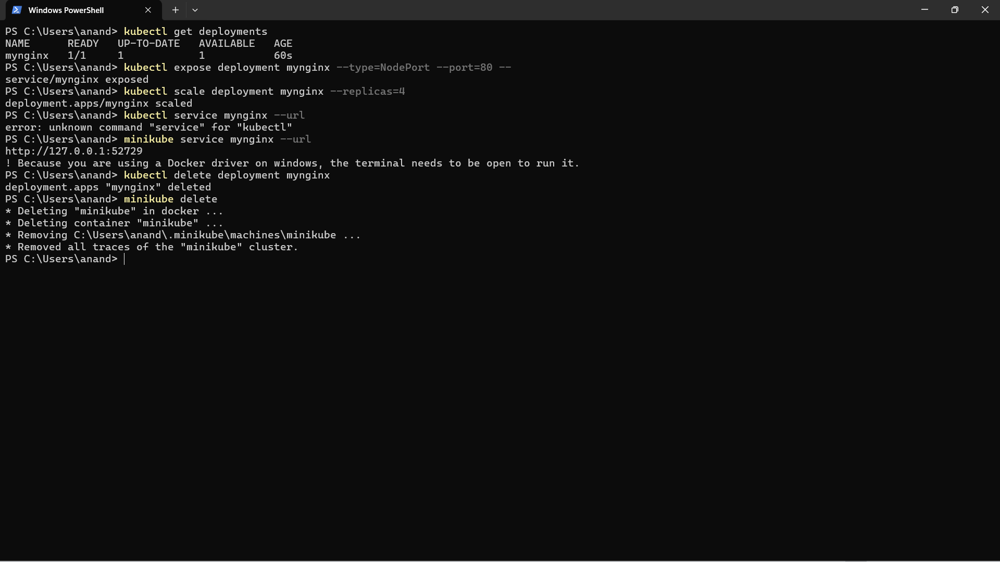 Windows PowerShell
PS C:\Users\anand> kubectl get deployments
NAME      READY   UP-TO-DATE   AVAILABLE   AGE
mynginx   1/1     1            1           60s
PS C:\Users\anand> kubectl expose deployment mynginx --type=NodePort --port=80 --
service/mynginx exposed
PS C:\Users\anand> kubectl scale deployment mynginx --replicas=4
deployment.apps/mynginx scaled
PS C:\Users\anand> kubectl service mynginx --url
error: unknown command "service" for "kubectl"
PS C:\Users\anand> minikube service mynginx --url
http://127.0.0.1:52729
! Because you are using a Docker driver on windows, the terminal needs to be open to run it.
PS C:\Users\anand> kubectl delete deployment mynginx
deployment.apps "mynginx" deleted
PS C:\Users\anand> minikube delete
* Deleting "minikube" in docker ...
* Deleting container "minikube" ...
* Removing C:\Users\anand\.minikube\machines\minikube ...
* Removed all traces of the "minikube" cluster.
PS C:\Users\anand>